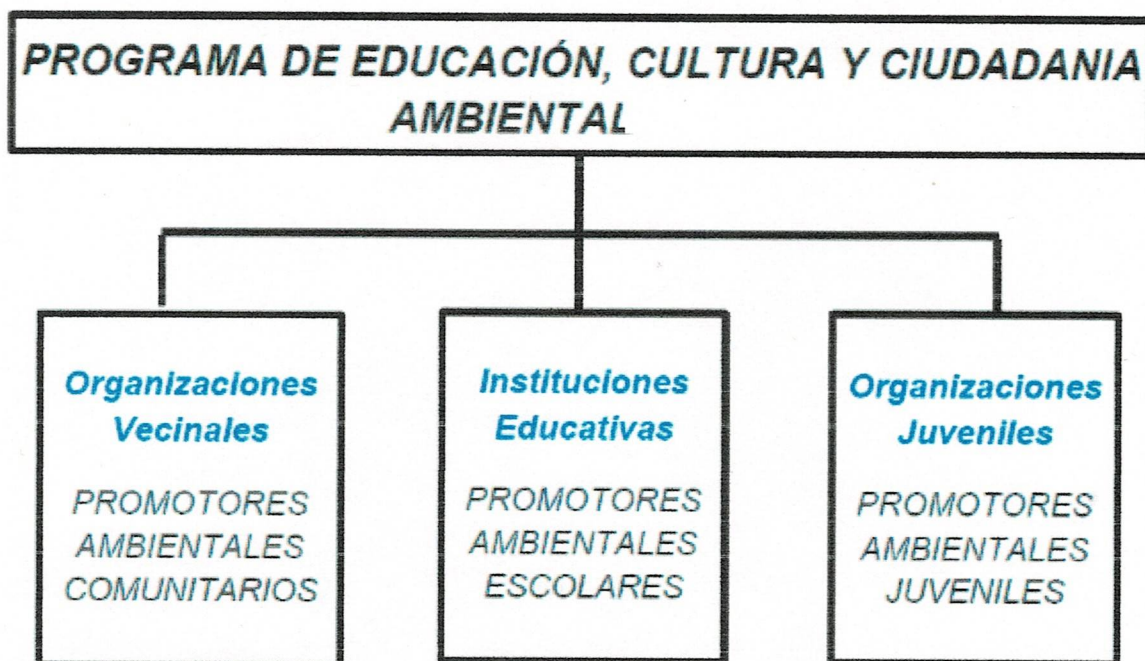 PROGRAMA DE EDUCACIÓN, CULTURA Y CIUDADANIA
AMBIENTAL
Organizaciones
Vecinales
PROMOTORES
AMBIENTALES
COMUNITARIOS
Instituciones
Educativas
PROMOTORES
AMBIENTALES
ESCOLARES
Organizaciones
Juveniles
PROMOTORES
AMBIENTALES
JUVENILES